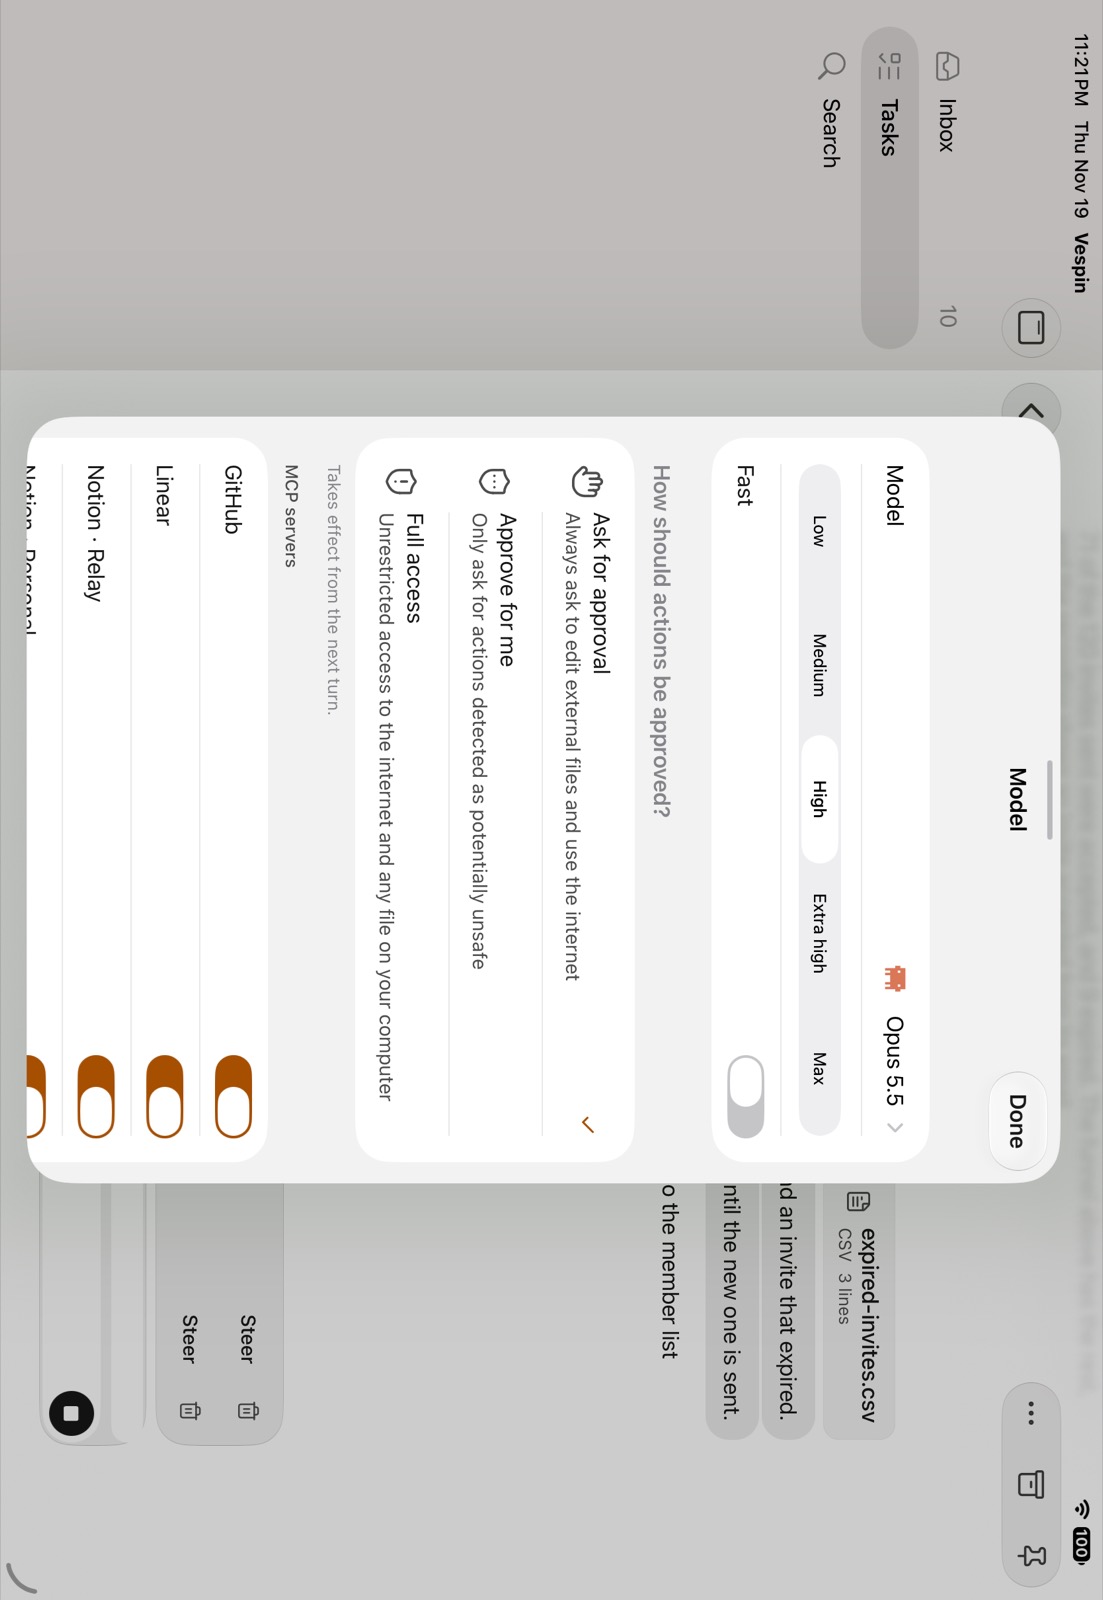 11:21 PM Thu Nov 19 Vespin
100
Inbox 10
Tasks
Search
Model
Done
Model Opus 5.5
Low Medium High Extra high Max
Fast
How should actions be approved?
Ask for approval
Always ask to edit external files and use the internet
Approve for me
Only ask for actions detected as potentially unsafe
Full access
Unrestricted access to the internet and any file on your computer
Takes effect from the next turn.
MCP servers
GitHub
Linear
Notion · Relay
Notion · Personal
expired-invites.csv
CSV 3 lines
an invite that expired.
the new one is sent.
the member list
Steer
Steer